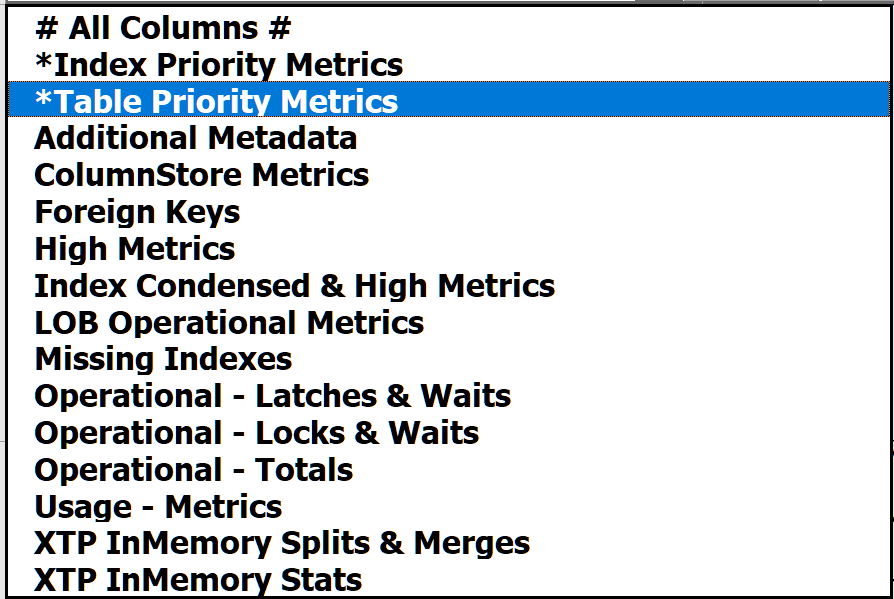 # All Columns #
*Index Priority Metrics
*Table Priority Metrics
Additional Metadata
ColumnStore Metrics
Foreign Keys
High Metrics
Index Condensed & High Metrics
LOB Operational Metrics
Missing Indexes
Operational - Latches & Waits
Operational - Locks & Waits
Operational - Totals
Usage - Metrics
XTP InMemory Splits & Merges
XTP InMemory Stats